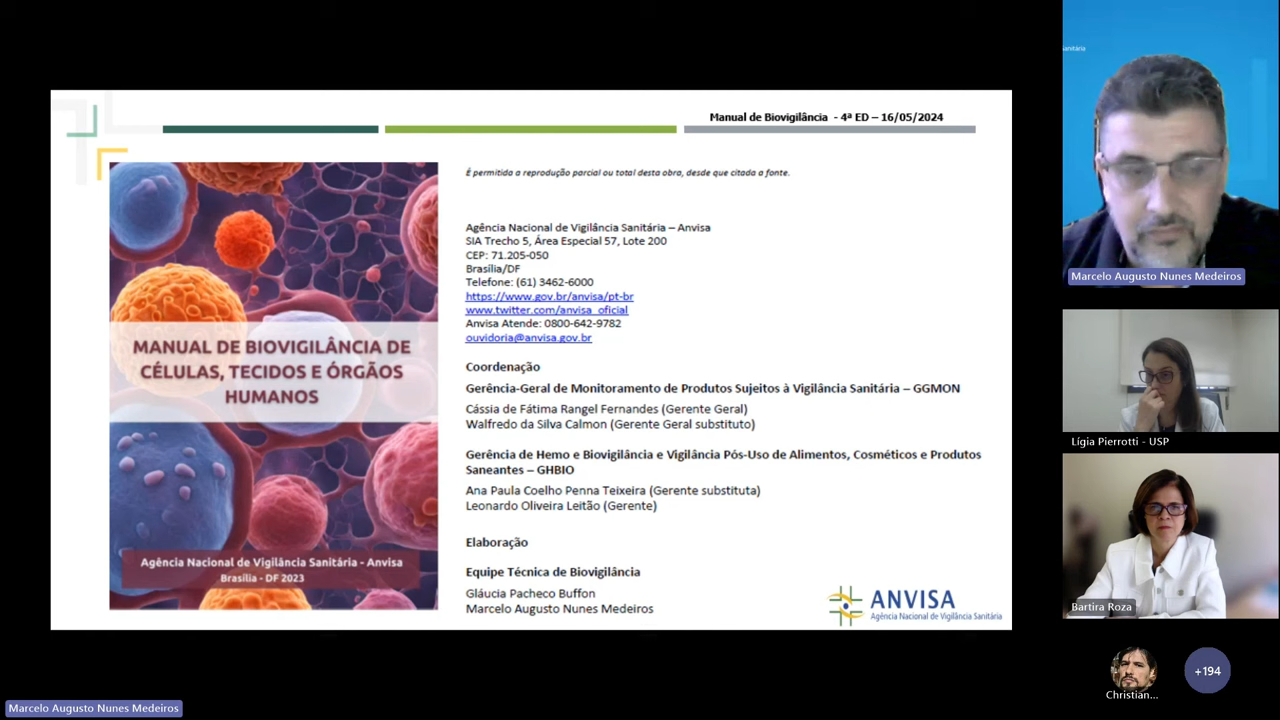 Manual de Biovigilância - 4ª ED – 16/05/2024
É permitida a reprodução parcial ou total desta obra, desde que citada a fonte.
Agência Nacional de Vigilância Sanitária – Anvisa
SIA Trecho 5, Área Especial 57, Lote 200
CEP: 71.205-050
Brasília/DF
Telefone: (61) 3462-6000
https://www.gov.br/anvisa/pt-br
www.twitter.com/anvisa_oficial
Anvisa Atende: 0800-642-9782
ouvidoria@anvisa.gov.br
Coordenação
Gerência-Geral de Monitoramento de Produtos Sujeitos à Vigilância Sanitária – GGMON
Cássia de Fátima Rangel Fernandes (Gerente Geral)
Walfredo da Silva Calmon (Gerente Geral substituto)
Gerência de Hemo e Biovigilância e Vigilância Pós-Uso de Alimentos, Cosméticos e Produtos
Saneantes – GHBIO
Ana Paula Coelho Penna Teixeira (Gerente substituta)
Leonardo Oliveira Leitão (Gerente)
Elaboração
Equipe Técnica de Biovigilância
Gláucia Pacheco Buffon
Marcelo Augusto Nunes Medeiros
MANUAL DE BIOVIGILÂNCIA DE
CÉLULAS, TECIDOS E ÓRGÃOS
HUMANOS
Agência Nacional de Vigilância Sanitária - Anvisa
Brasília - DF 2023
ANVISA
Agência Nacional de Vigilância Sanitária
anitária
Marcelo Augusto Nunes Medeiros
Lígia Pierrotti - USP
Bartira Roza
Christian...
+194
Marcelo Augusto Nunes Medeiros